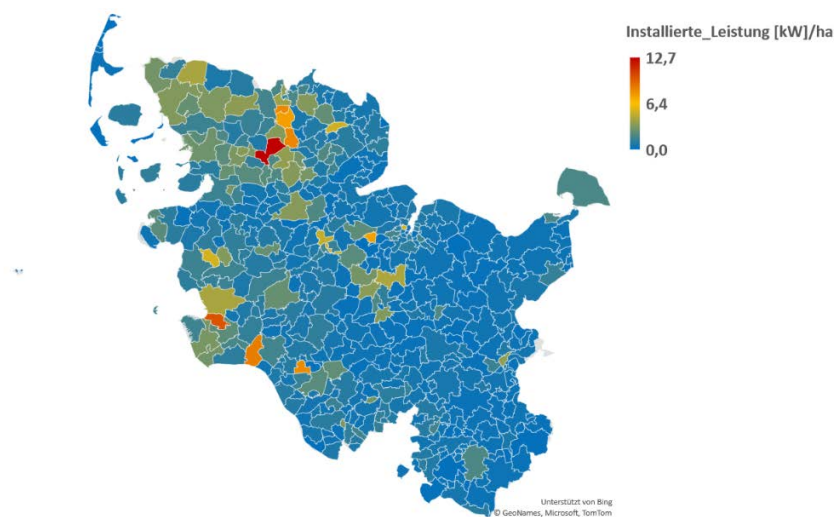 Installierte_Leistung [kW]/ha
12,7
6,4
0,0
Unterstützt von Bing
© GeoNames, Microsoft, TomTom